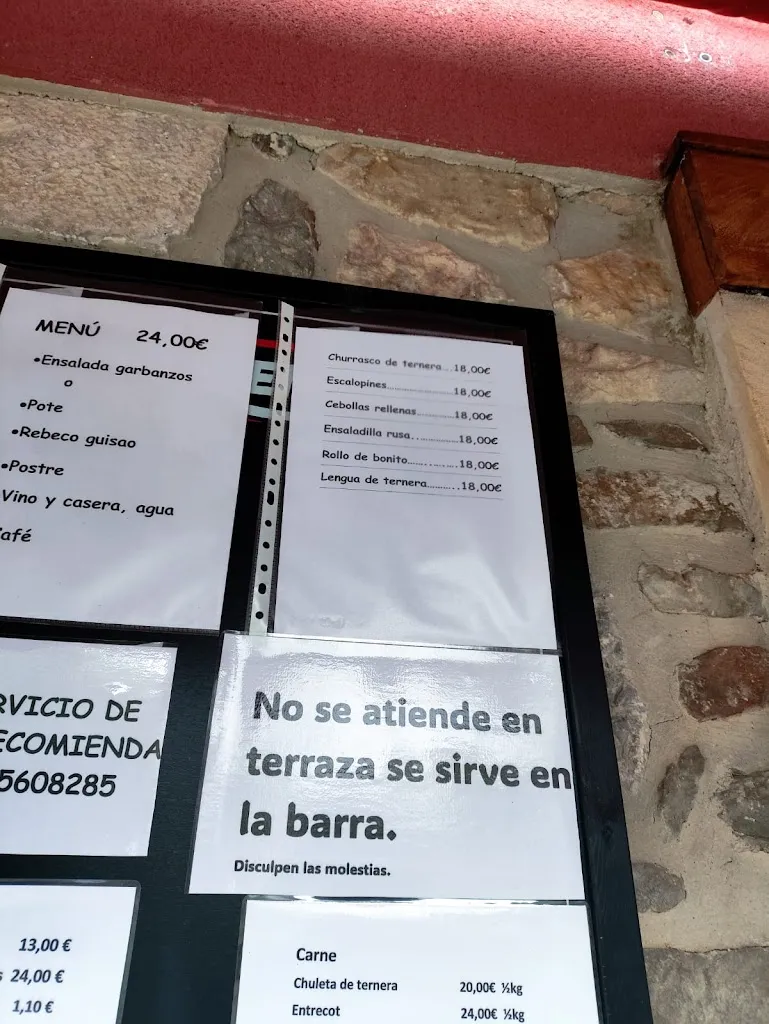 MENÚ 24,00€
•Ensalada garbanzos
o
•Pote
•Rebeco guisao
•Postre
Vino y casera, agua
afé
Churrasco de ternera...18,00€
Escalopines................18,00€
Cebollas rellenas.........18,00€
Ensaladilla rusa...........18,00€
Rollo de bonito............18,00€
Lengua de ternera.........18,00€
RVICIO DE
ECOMIENDA
5608285
No se atiende en
terraza se sirve en
la barra.
Disculpen las molestias.
13,00 €
s 24,00 €
1,10 €
Carne
Chuleta de ternera 20,00€ ½kg
Entrecot 24,00€ ½kg